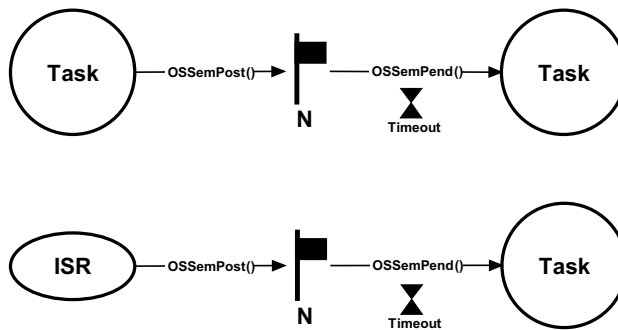 Task
OSSemPost()
N
OSSemPend()
Timeout
Task
ISR
OSSemPost()
N
OSSemPend()
Timeout
Task